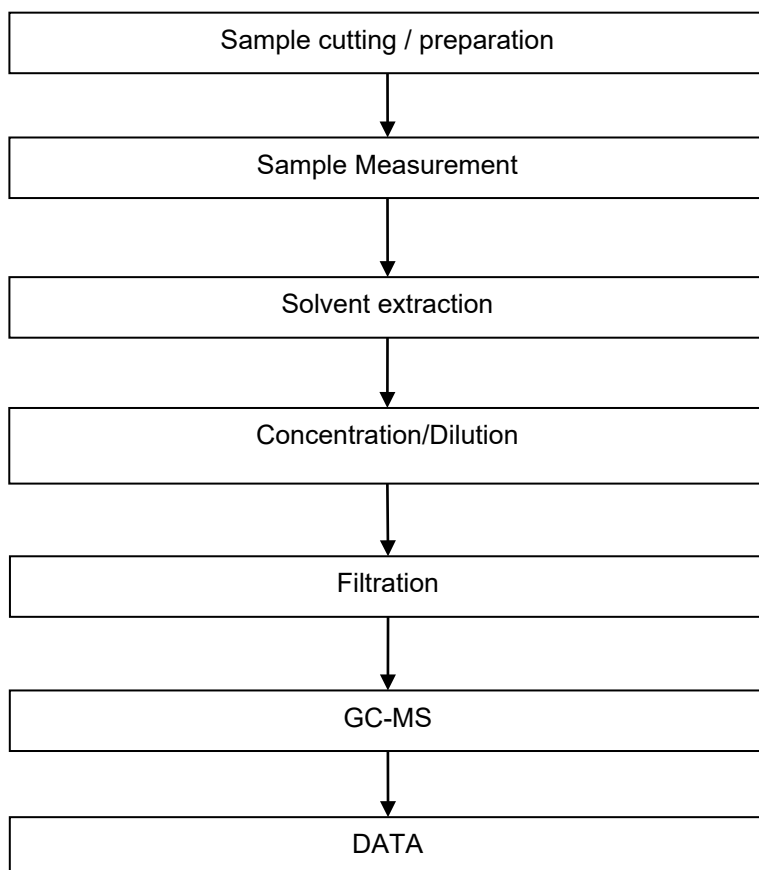 Sample cutting / preparation
Sample Measurement
Solvent extraction
Concentration/Dilution
Filtration
GC-MS
DATA